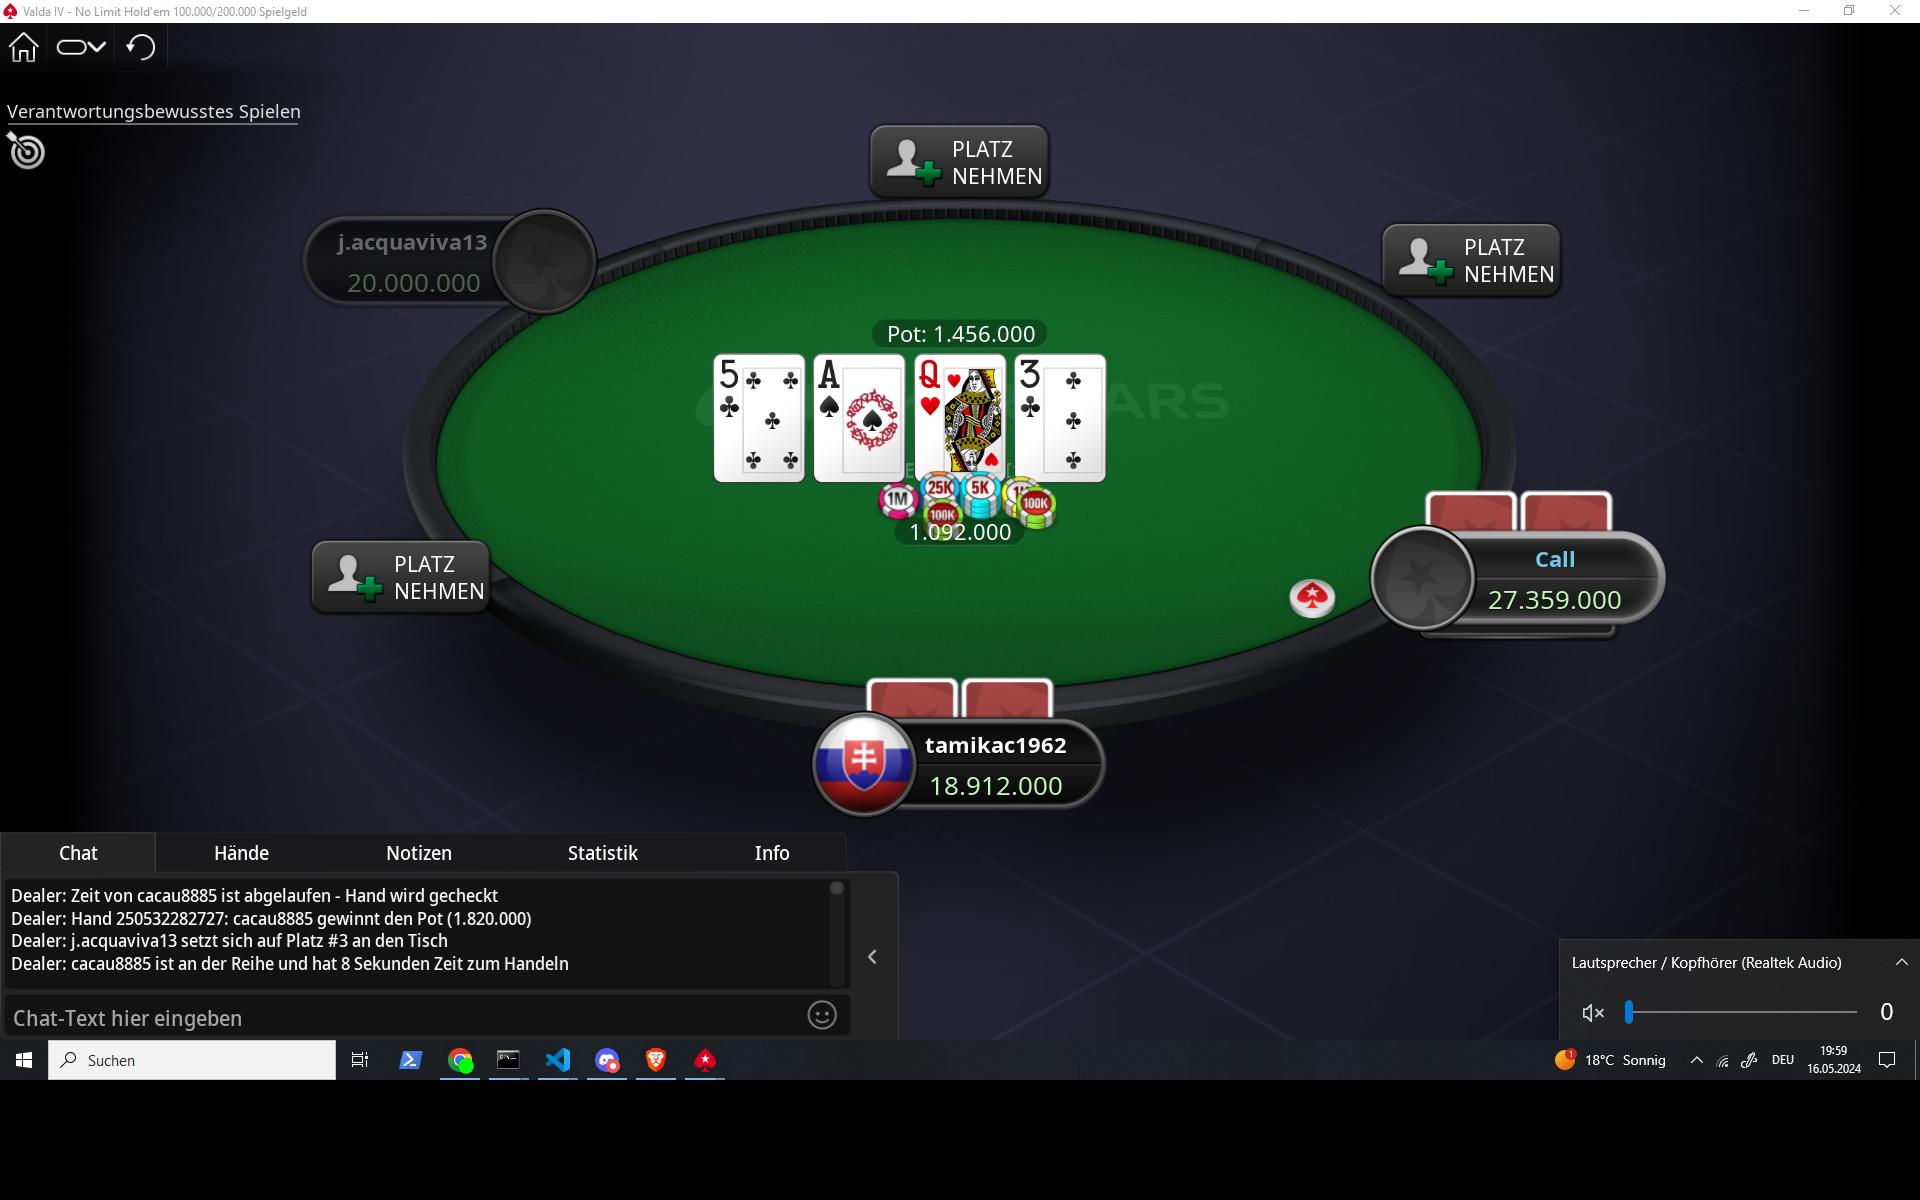 Valda IV - No Limit Hold'em 100.000/200.000 Spielgeld
Verantwortungsbewusstes Spielen
PLATZ
NEHMEN
j.acquaviva13
20.000.000
PLATZ
NEHMEN
Pot: 1.456.000
5
A
Q
3
ARS
1M
25K
5K
100K
100K
1.092.000
PLATZ
NEHMEN
Call
27.359.000
tamikac1962
18.912.000
Chat
Hände
Notizen
Statistik
Info
Dealer: Zeit von cacau8885 ist abgelaufen - Hand wird gecheckt
Dealer: Hand 250532282727: cacau8885 gewinnt den Pot (1.820.000)
Dealer: j.acquaviva13 setzt sich auf Platz #3 an den Tisch
Dealer: cacau8885 ist an der Reihe und hat 8 Sekunden Zeit zum Handeln
Chat-Text hier eingeben
Lautsprecher / Kopfhörer (Realtek Audio)
0
Suchen
1
18°C Sonnig
DEU
19:59
16.05.2024